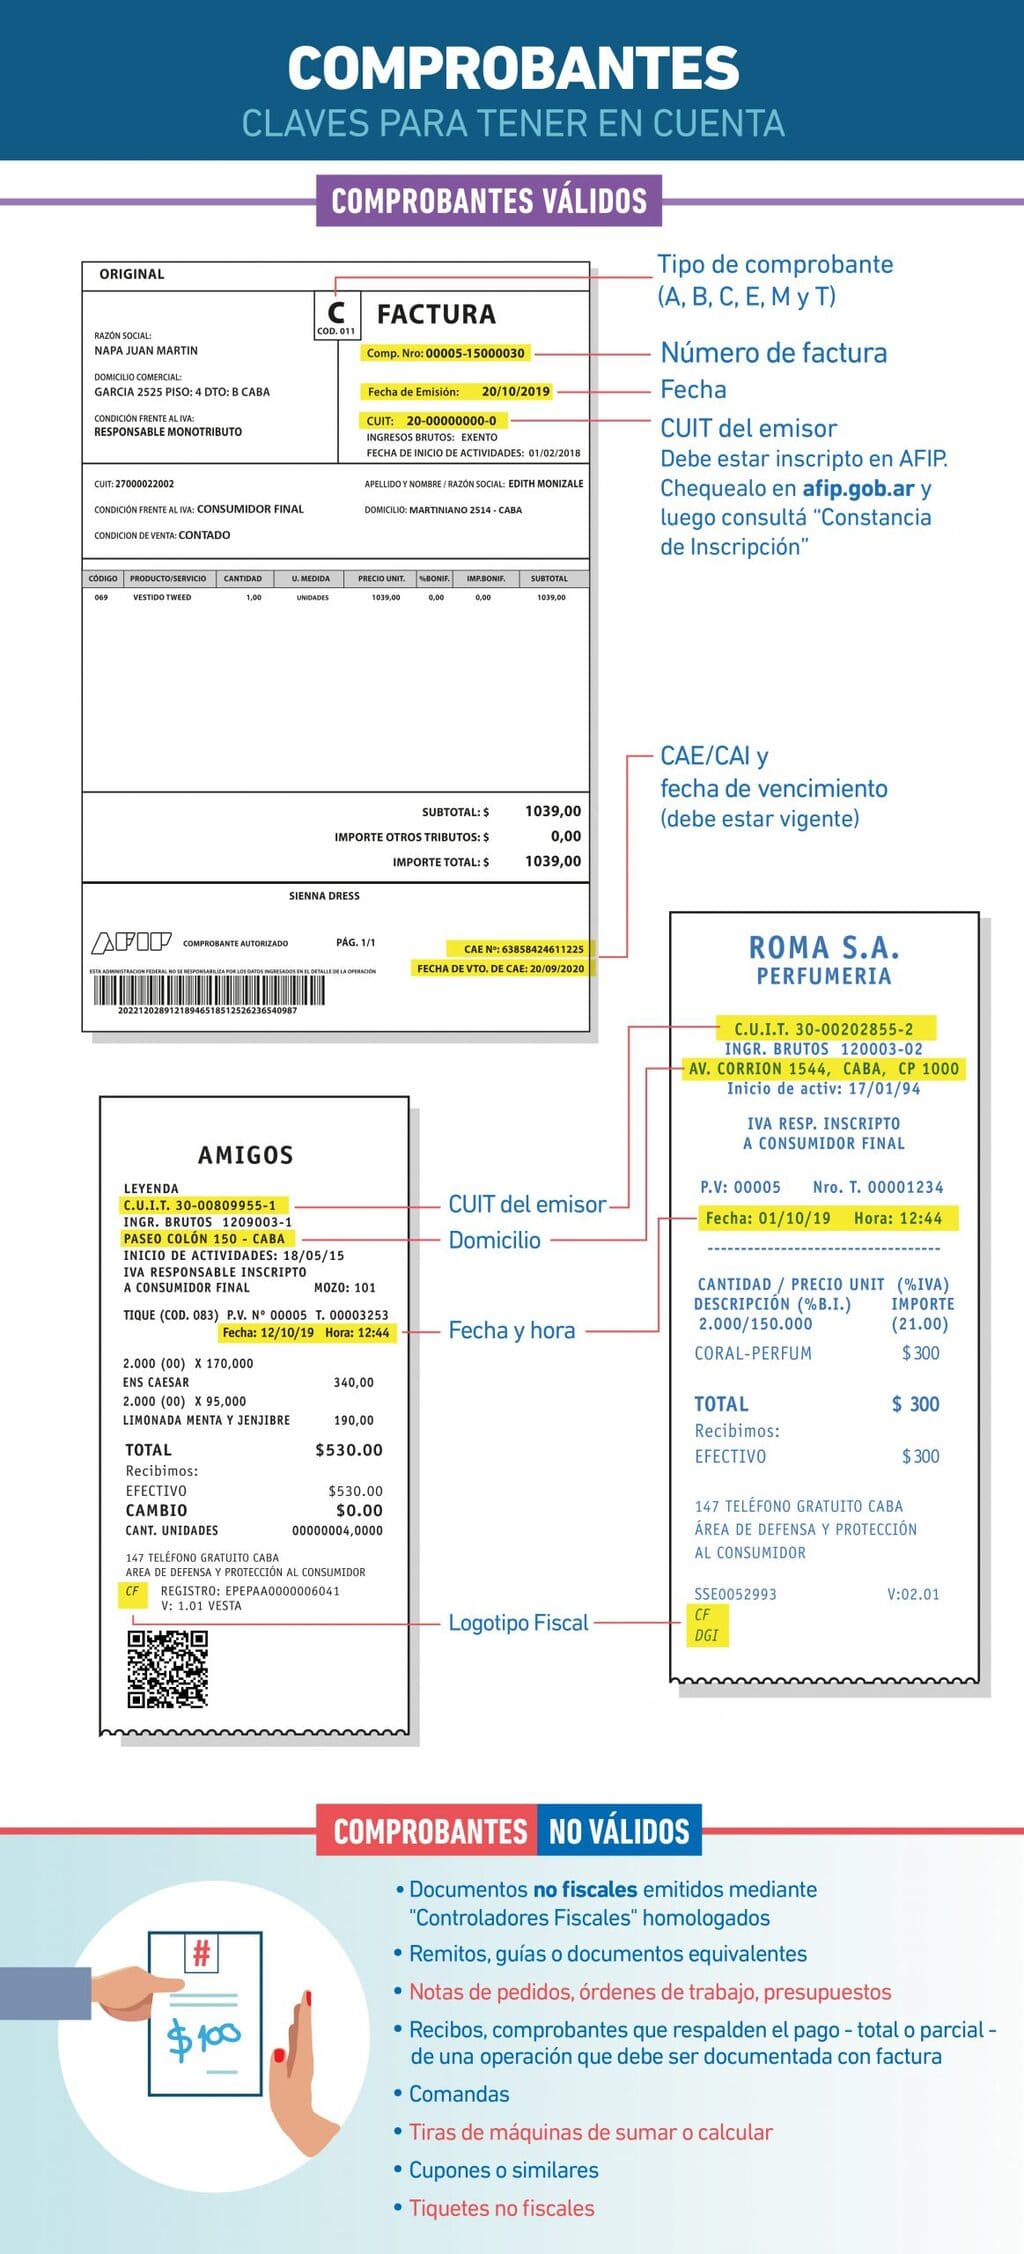 COMPROBANTES
CLAVES PARA TENER EN CUENTA
COMPROBANTES VÁLIDOS
ORIGINAL
C
COD. 011
FACTURA
RAZÓN SOCIAL:
NAPA JUAN MARTIN
DOMICILIO COMERCIAL:
GARCIA 2525 PISO: 4 DTO: B CABA
CONDICIÓN FRENTE AL IVA:
RESPONSABLE MONOTRIBUTO
Comp. Nro: 00005-15000030
Fecha de Emisión: 20/10/2019
CUIT: 20-00000000-0
INGRESOS BRUTOS: EXENTO
FECHA DE INICIO DE ACTIVIDADES: 01/02/2018
CUIT: 27000022002
APELLIDO Y NOMBRE / RAZÓN SOCIAL: EDITH MONIZALE
CONDICIÓN FRENTE AL IVA: CONSUMIDOR FINAL
DOMICILIO: MARTINIANO 2514 - CABA
CONDICION DE VENTA: CONTADO
CÓDIGO PRODUCTO/SERVICIO CANTIDAD U. MEDIDA PRECIO UNIT. %BONIF. IMP.BONIF. SUBTOTAL
069 VESTIDO TWEED 1,00 UNIDADES 1039,00 0,00 0,00 1039,00
SUBTOTAL: $ 1039,00
IMPORTE OTROS TRIBUTOS: $ 0,00
IMPORTE TOTAL: $ 1039,00
SIENNA DRESS
AFIP COMPROBANTE AUTORIZADO PÁG. 1/1
CAE Nº: 63858424611225
FECHA DE VTO. DE CAE: 20/09/2020
ESTA ADMINISTRACION FEDERAL NO SE RESPONSABILIZA POR LOS DATOS INGRESADOS EN EL DETALLE DE LA OPERACIÓN
2022120289121894651851252623654098​7
Tipo de comprobante
(A, B, C, E, M y T)
Número de factura
Fecha
CUIT del emisor
Debe estar inscripto en AFIP.
Chequealo en afip.gob.ar y
luego consultá “Constancia
de Inscripción”
CAE/CAI y
fecha de vencimiento
(debe estar vigente)
AMIGOS
LEYENDA
C.U.I.T. 30-00809955-1
INGR. BRUTOS 1209003-1
PASEO COLÓN 150 - CABA
INICIO DE ACTIVIDADES: 18/05/15
IVA RESPONSABLE INSCRIPTO
A CONSUMIDOR FINAL MOZO: 101
TIQUE (COD. 083) P.V. Nº 00005 T. 00003253
Fecha: 12/10/19 Hora: 12:44
2.000 (00) X 170,000
ENS CAESAR 340,00
2.000 (00) X 95,000
LIMONADA MENTA Y JENJIBRE 190,00
TOTAL $530.00
Recibimos:
EFECTIVO $530.00
CAMBIO $0.00
CANT. UNIDADES 00000004,0000
147 TELÉFONO GRATUITO CABA
AREA DE DEFENSA Y PROTECCIÓN AL CONSUMIDOR
CF REGISTRO: EPEPAA0000006041
V: 1.01 VESTA
CUIT del emisor
Domicilio
Fecha y hora
Logotipo Fiscal
ROMA S.A.
PERFUMERIA
C.U.I.T. 30-00202855-2
INGR. BRUTOS 120003-02
AV. CORRION 1544, CABA, CP 1000
Inicio de activ: 17/01/94
IVA RESP. INSCRIPTO
A CONSUMIDOR FINAL
P.V: 00005 Nro. T. 00001234
Fecha: 01/10/19 Hora: 12:44
CANTIDAD / PRECIO UNIT (%IVA)
DESCRIPCIÓN (%B.I.) IMPORTE
2.000/150.000 (21.00)
CORAL-PERFUM $ 300
TOTAL $ 300
Recibimos:
EFECTIVO $ 300
147 TELÉFONO GRATUITO CABA
ÁREA DE DEFENSA Y PROTECCIÓN
AL CONSUMIDOR
SSE0052993 V:02.01
CF
DGI
COMPROBANTES NO VÁLIDOS
#
$100
• Documentos no fiscales emitidos mediante
"Controladores Fiscales" homologados
• Remitos, guías o documentos equivalentes
• Notas de pedidos, órdenes de trabajo, presupuestos
• Recibos, comprobantes que respalden el pago - total o parcial -
de una operación que debe ser documentada con factura
• Comandas
• Tiras de máquinas de sumar o calcular
• Cupones o similares
• Tiquetes no fiscales